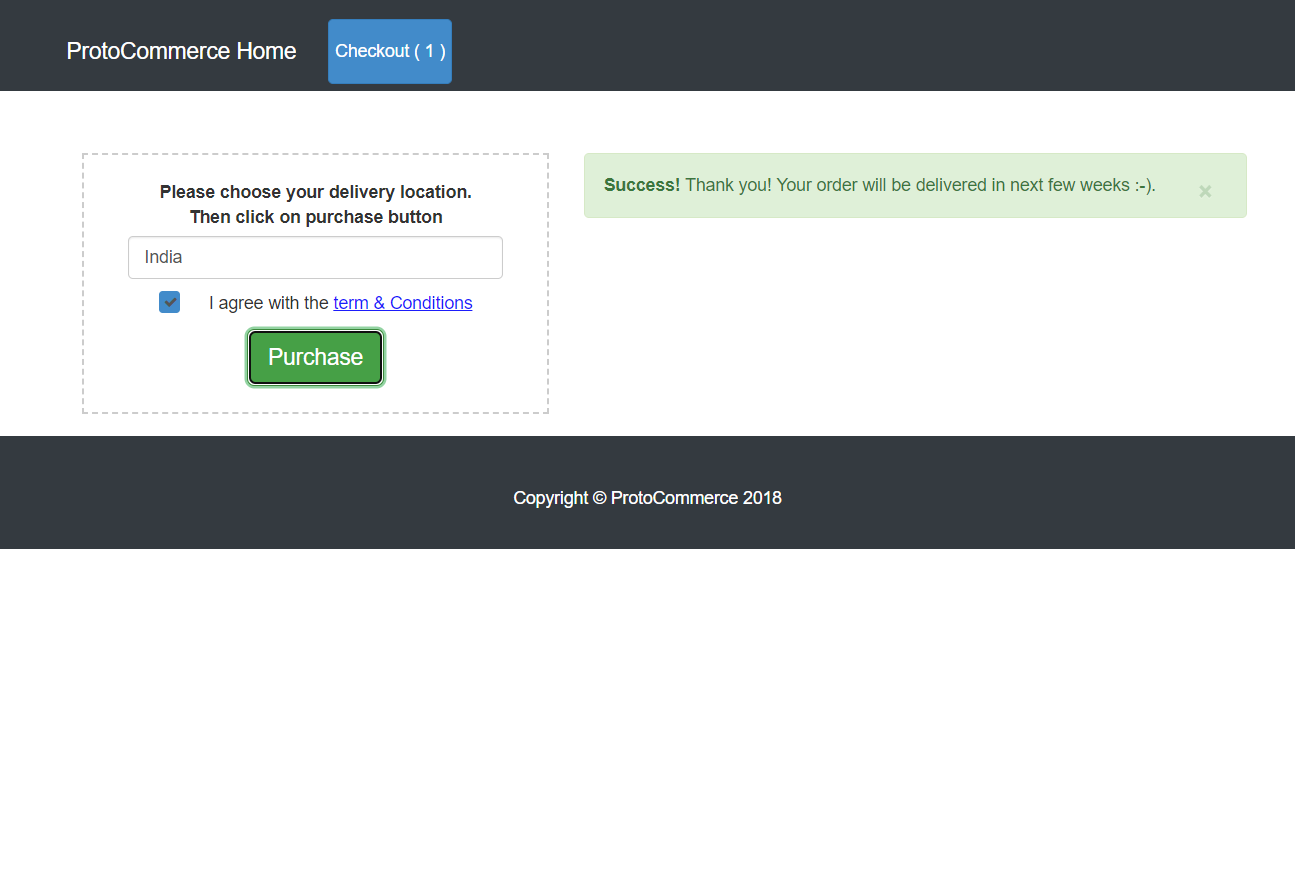 ProtoCommerce Home
Checkout ( 1 )
Please choose your delivery location.
Then click on purchase button
India
I agree with the term & Conditions
Purchase
Success! Thank you! Your order will be delivered in next few weeks :-).
×
Copyright © ProtoCommerce 2018